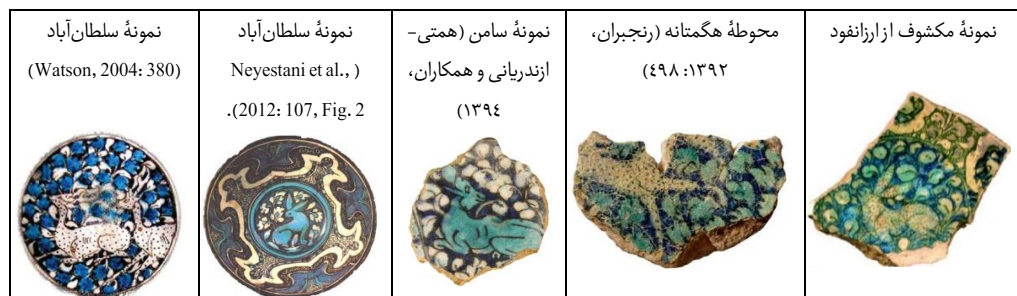 نمونهٔ مکشوف از ارزانفود
محوطهٔ هگمتانه (رنجبران،
۱۳۹۲: ۴۹۸)
نمونهٔ سامن (همتی-
ازندریانی و همکاران،
۱۳۹٤)
نمونهٔ سلطان‌آباد
Neyestani et al., (
.(2012: 107, Fig. 2
نمونهٔ سلطان‌آباد
(Watson, 2004: 380)